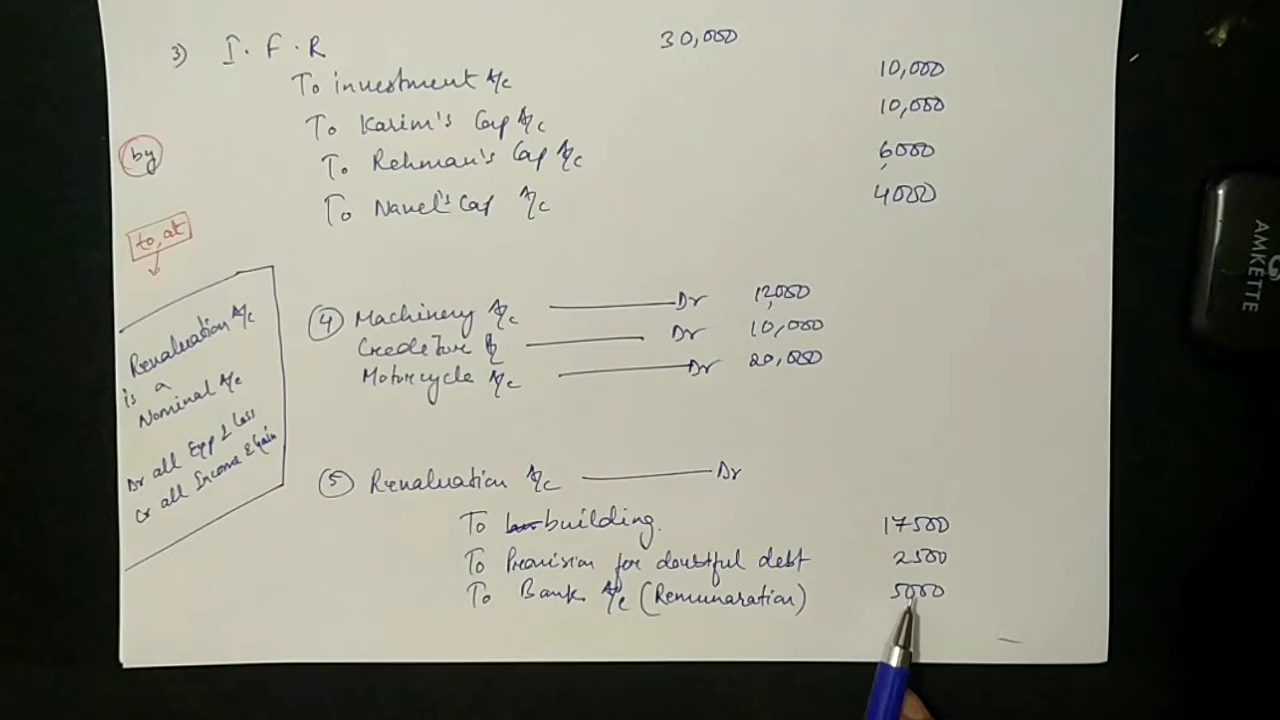 3) I.F.R 30,000
To investment A/c 10,000
To Karim's Cap A/c 10,000
To Rehman's Cap A/c 6000
To Navel's Cap A/c 4000
by
to, at
Revaluation A/c
is a
Nominal A/c
Dr all Exp & Loss
Cr all Income & Gain
4 Machinery A/c Dr 12,000
Creditors Dr 10,000
Motorcycle A/c Dr 20,000
5 Revaluation A/c Dr
To building. 17500
To Provision for doubtful debt 2500
To Bank A/c (Remunaration) 5000
AMKETTE